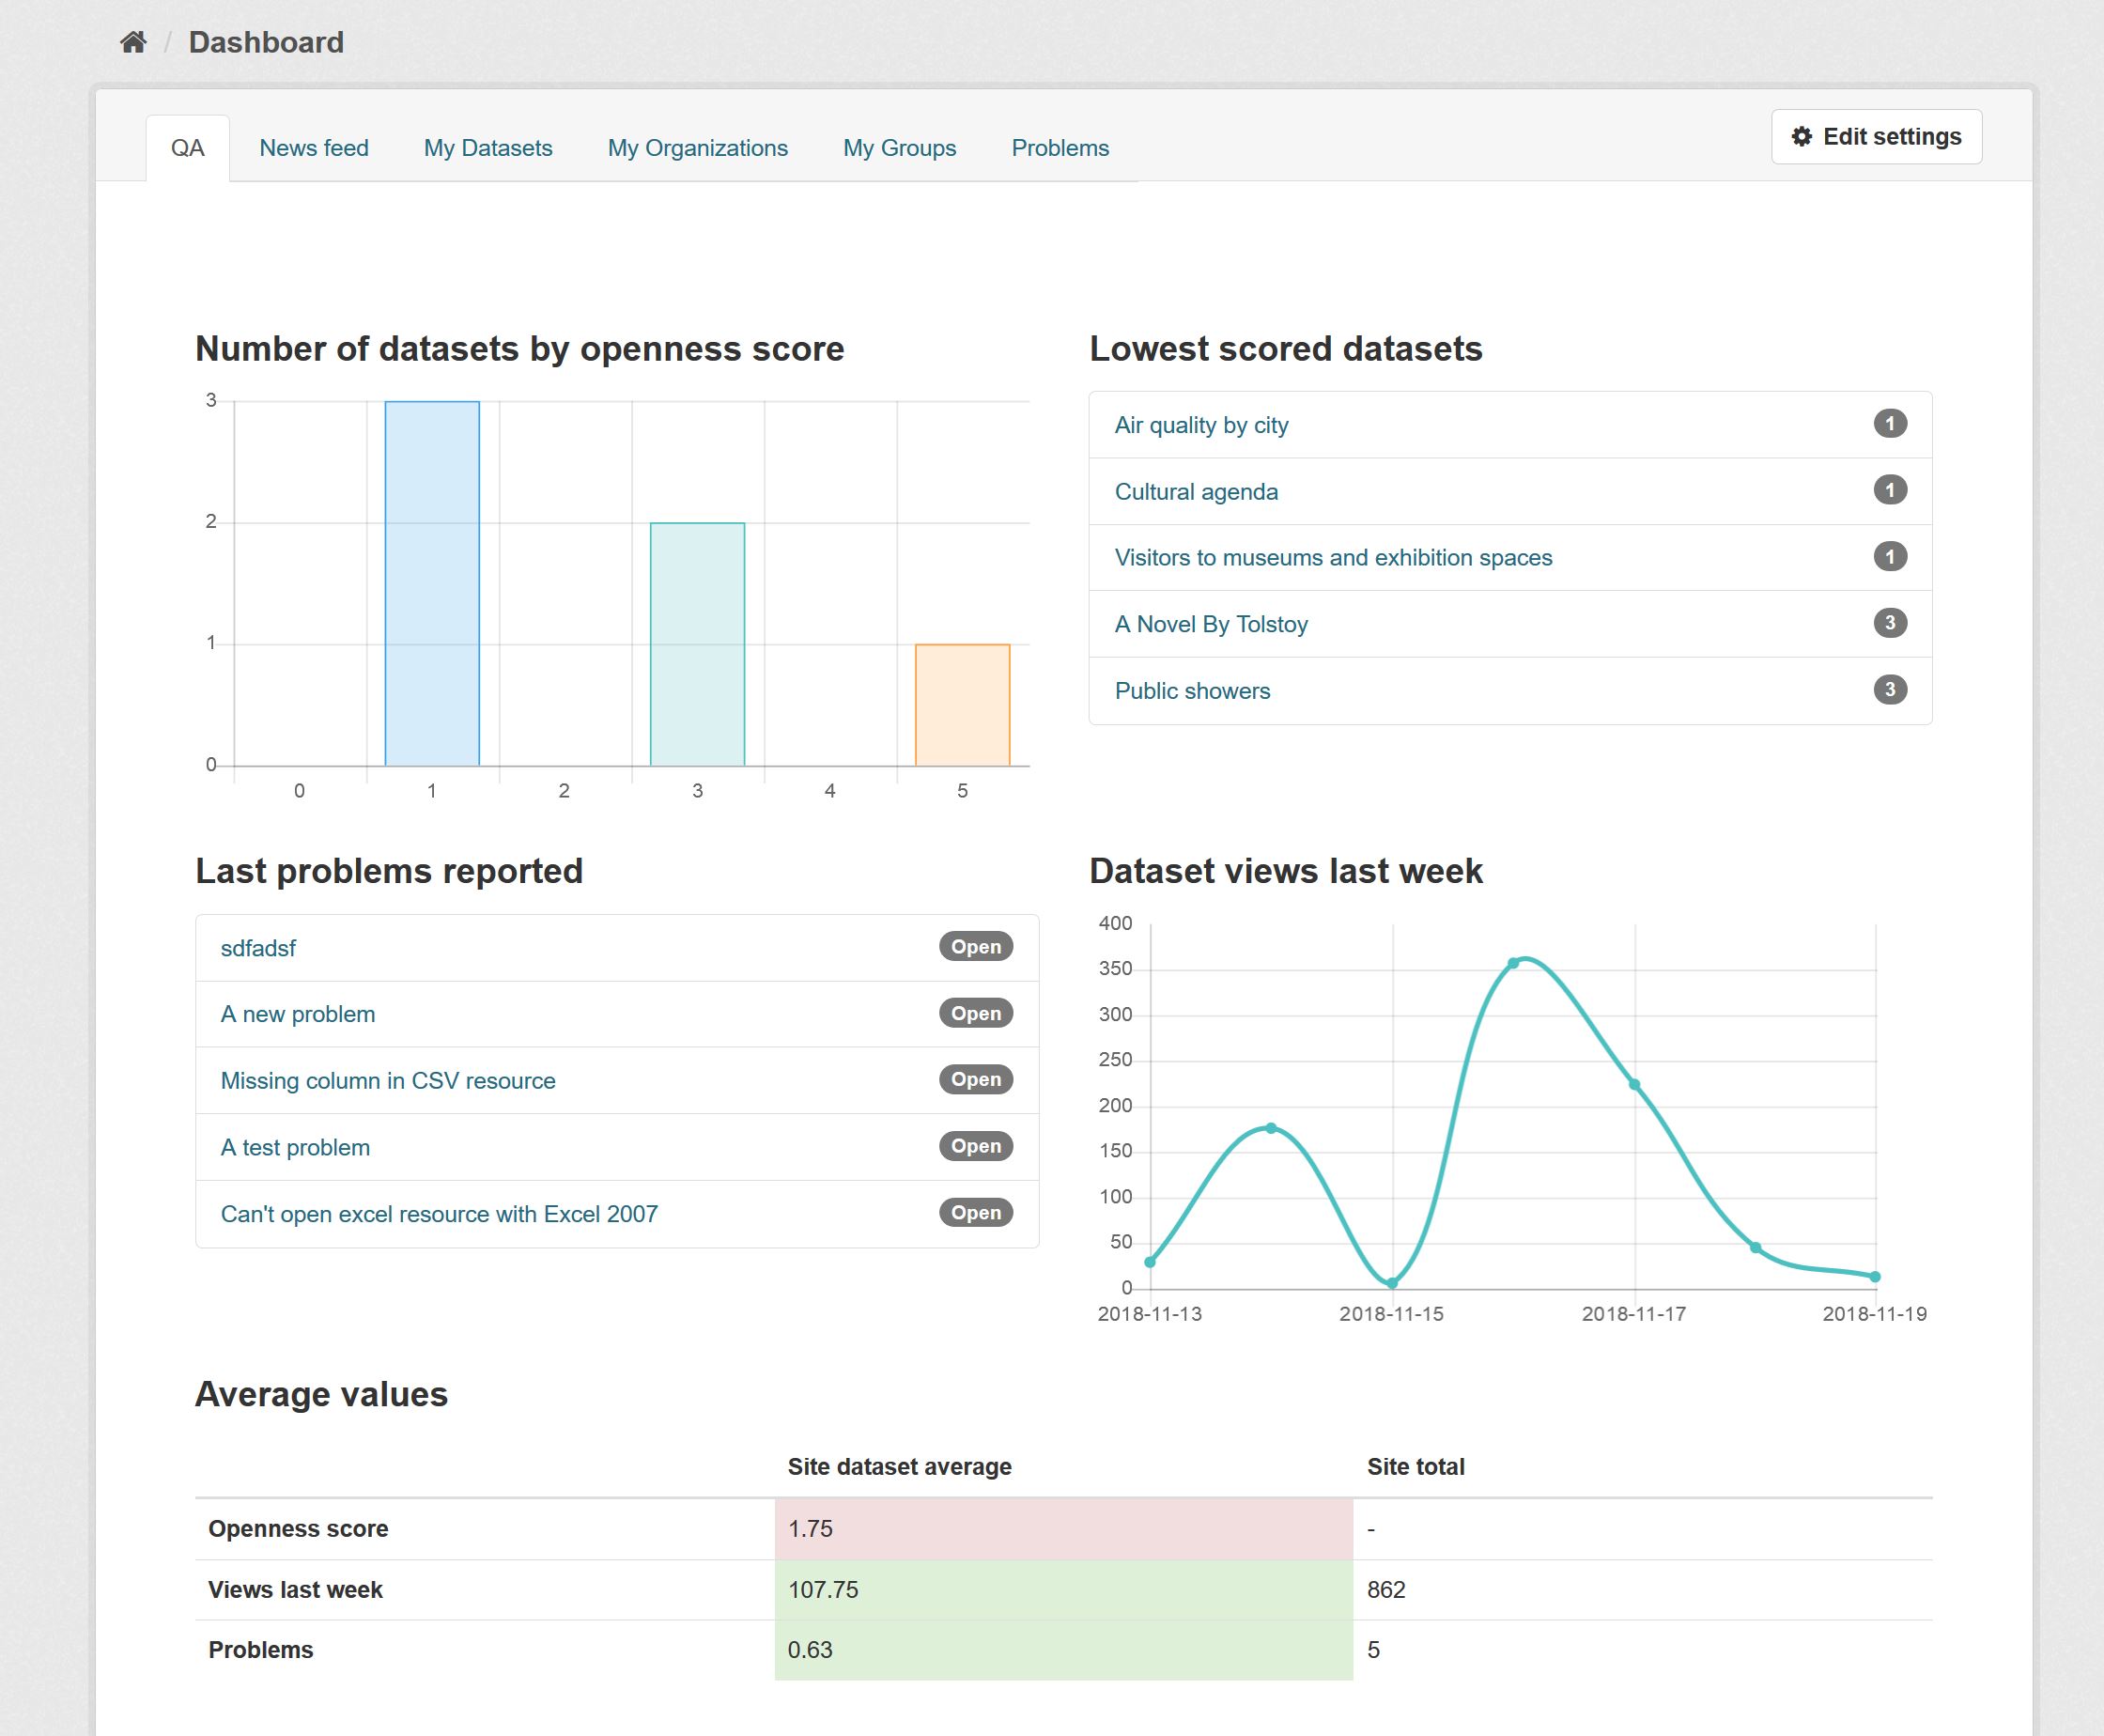 / Dashboard
QA News feed My Datasets My Organizations My Groups Problems Edit settings
Number of datasets by openness score
3
2
1
0
0 1 2 3 4 5
Lowest scored datasets
Air quality by city 1
Cultural agenda 1
Visitors to museums and exhibition spaces 1
A Novel By Tolstoy 3
Public showers 3
Last problems reported
sdfadsf Open
A new problem Open
Missing column in CSV resource Open
A test problem Open
Can't open excel resource with Excel 2007 Open
Dataset views last week
400
350
300
250
200
150
100
50
0
2018-11-13 2018-11-15 2018-11-17 2018-11-19
Average values
Site dataset average Site total
Openness score 1.75 -
Views last week 107.75 862
Problems 0.63 5